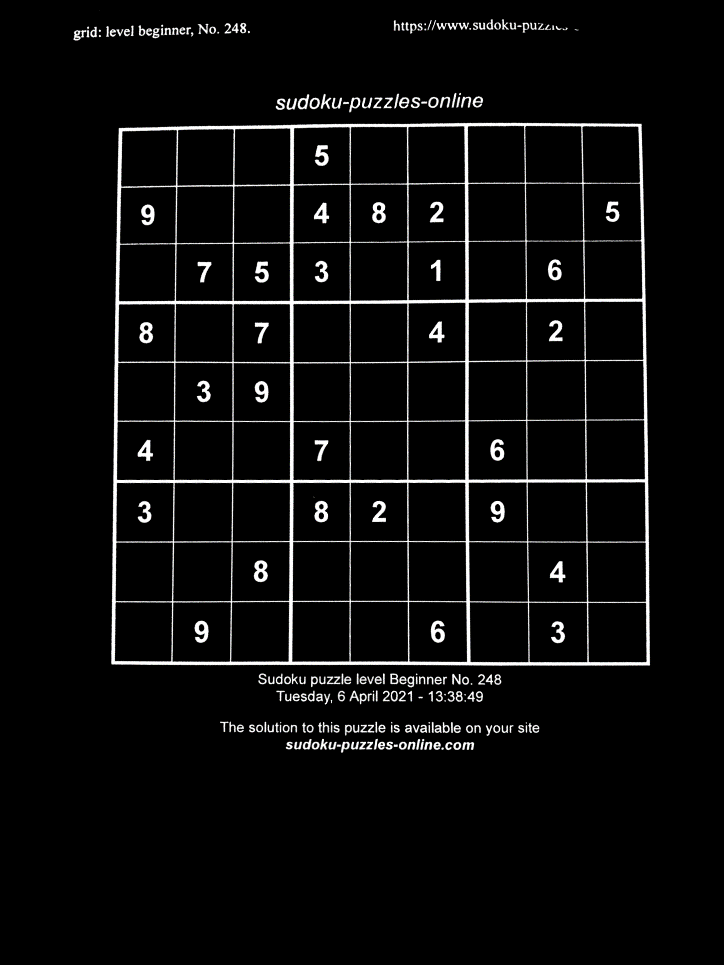 grid: level beginner, No. 248.
https://www.sudoku-puzzles-
sudoku-puzzles-online
5
9 4 8 2 5
7 5 3 1 6
8 7 4 2
3 9
4 7 6
3 8 2 9
8 4
9 6 3
Sudoku puzzle level Beginner No. 248
Tuesday, 6 April 2021 - 13:38:49
The solution to this puzzle is available on your site
sudoku-puzzles-online.com